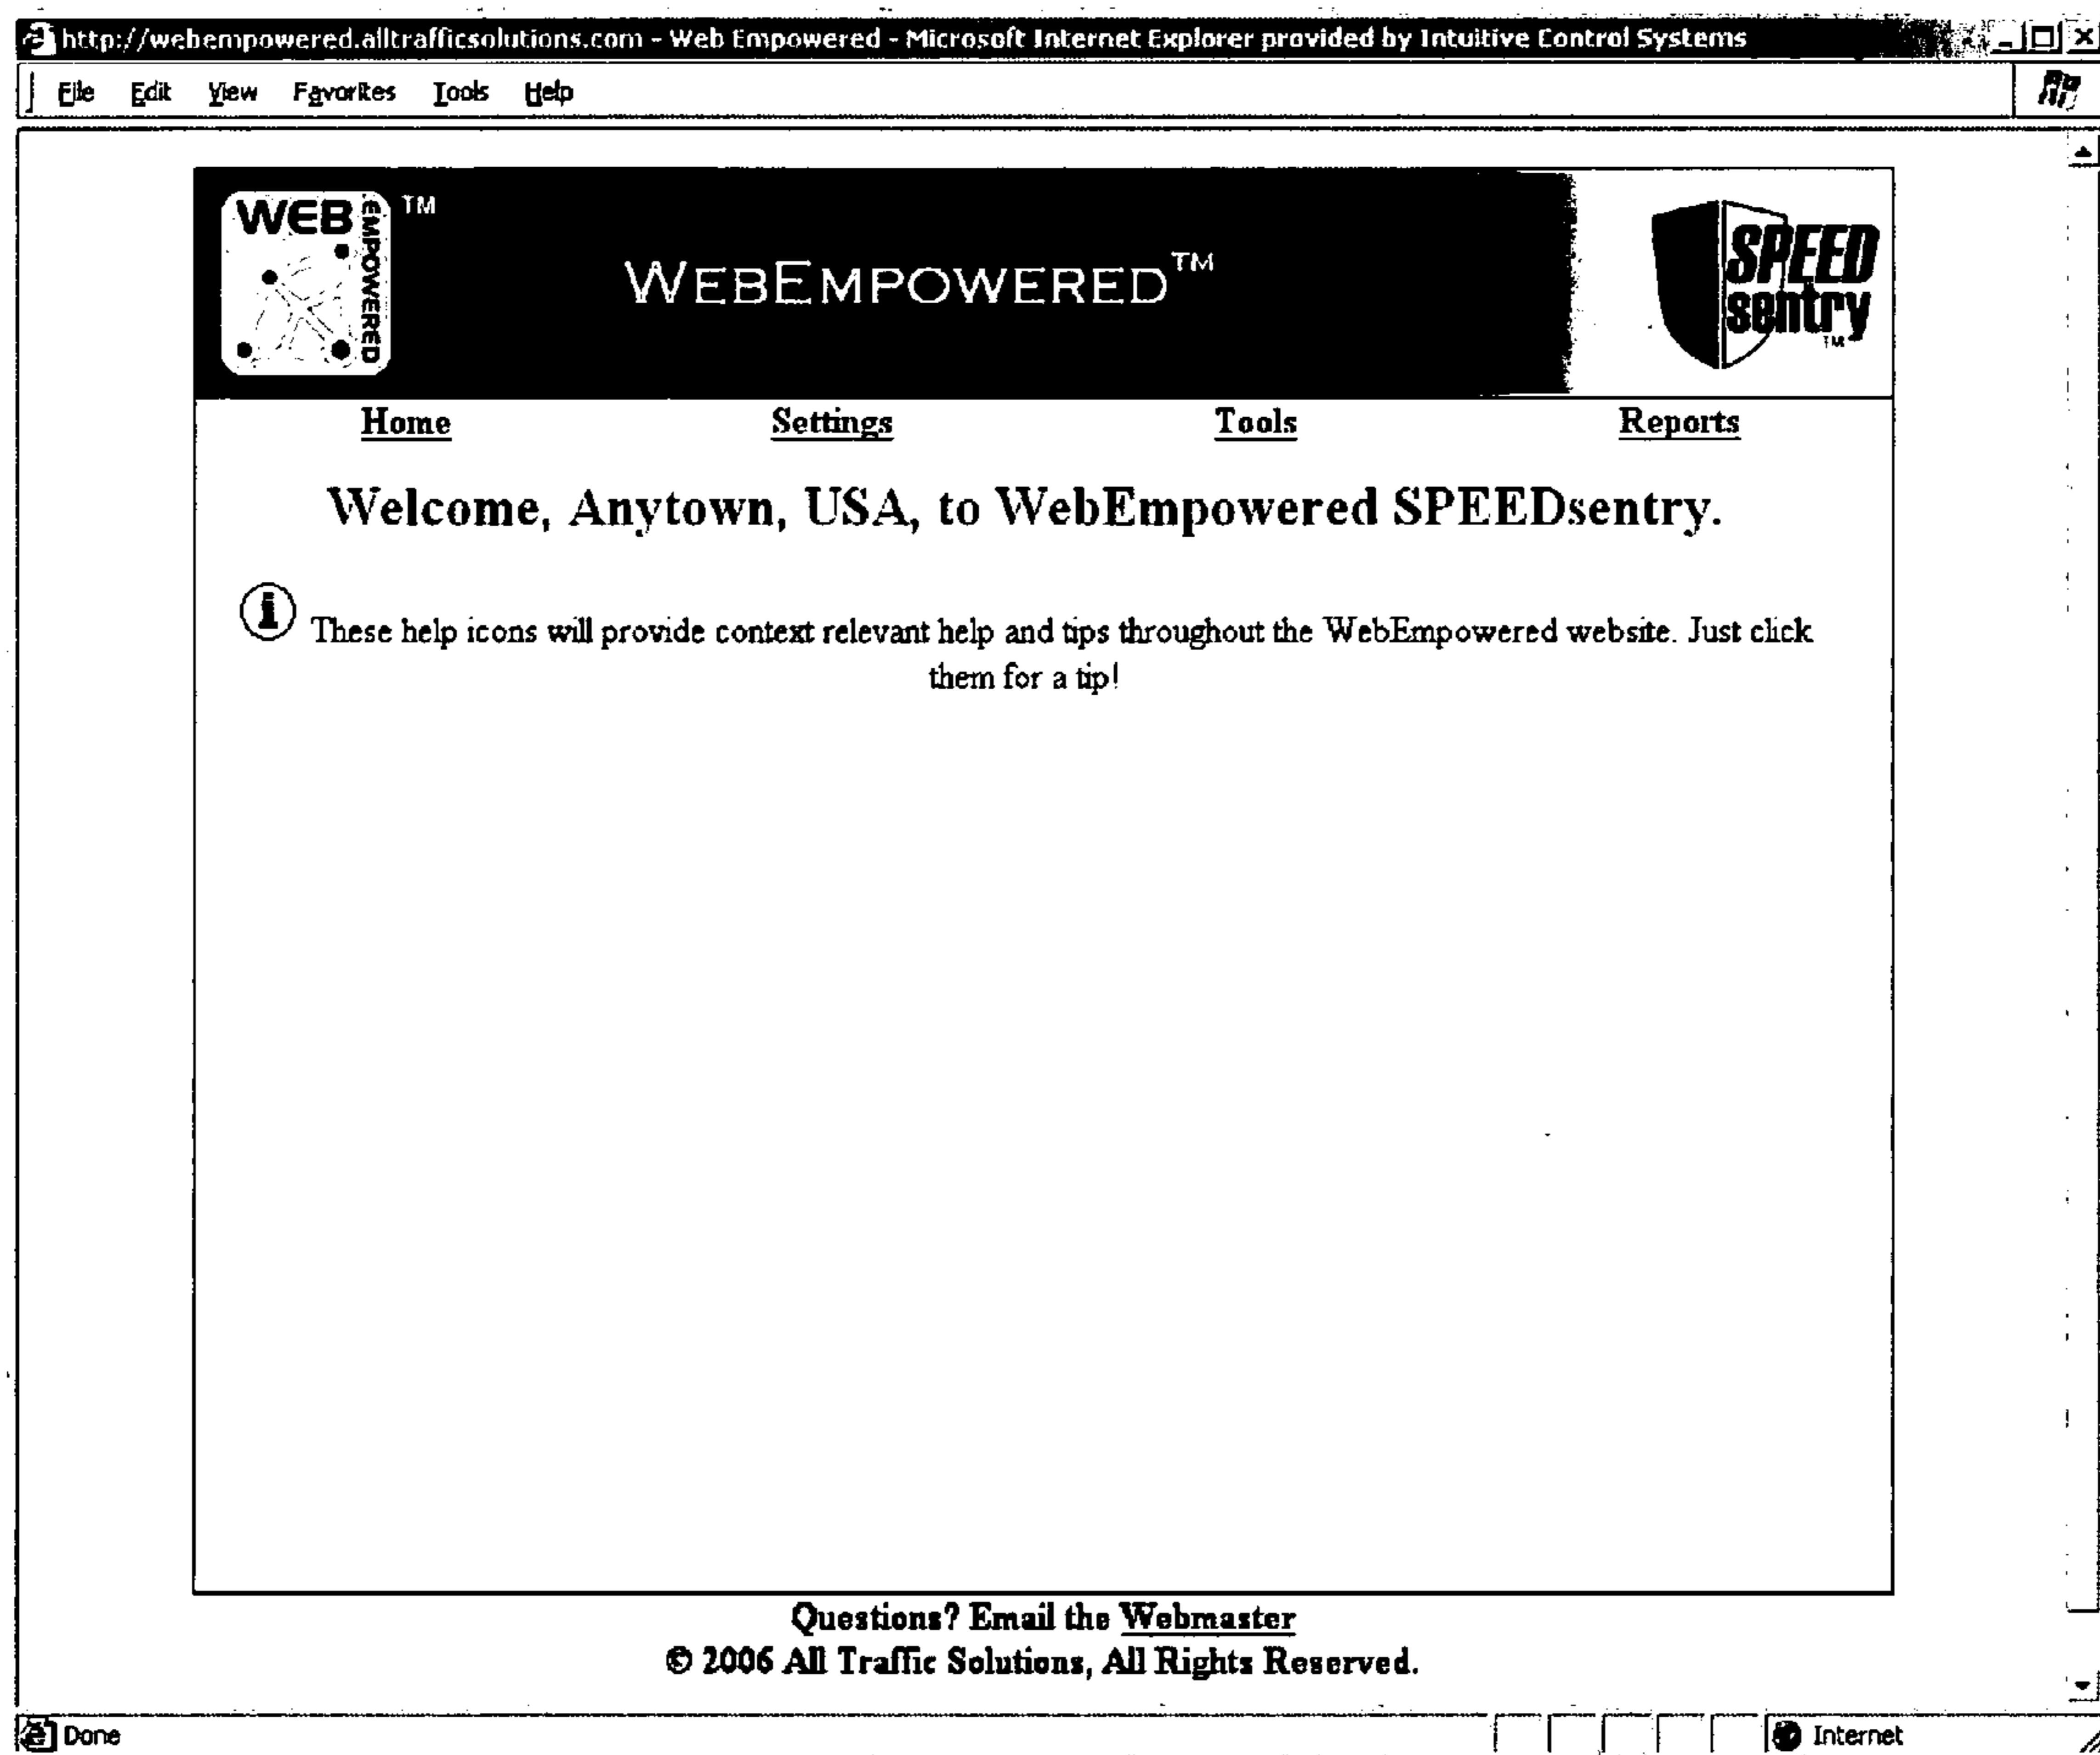 http://webempowered.alltrafficsolutions.com - Web Empowered - Microsoft Internet Explorer provided by Intuitive Control Systems
File Edit View Favorites Tools Help
WEB EMPOWERED ™
WEBEMPOWERED™
SPEED
sentry
TM
Home Settings Tools Reports
Welcome, Anytown, USA, to WebEmpowered SPEEDsentry.
These help icons will provide context relevant help and tips throughout the WebEmpowered website. Just click
them for a tip!
Questions? Email the Webmaster
© 2006 All Traffic Solutions, All Rights Reserved.
Done Internet